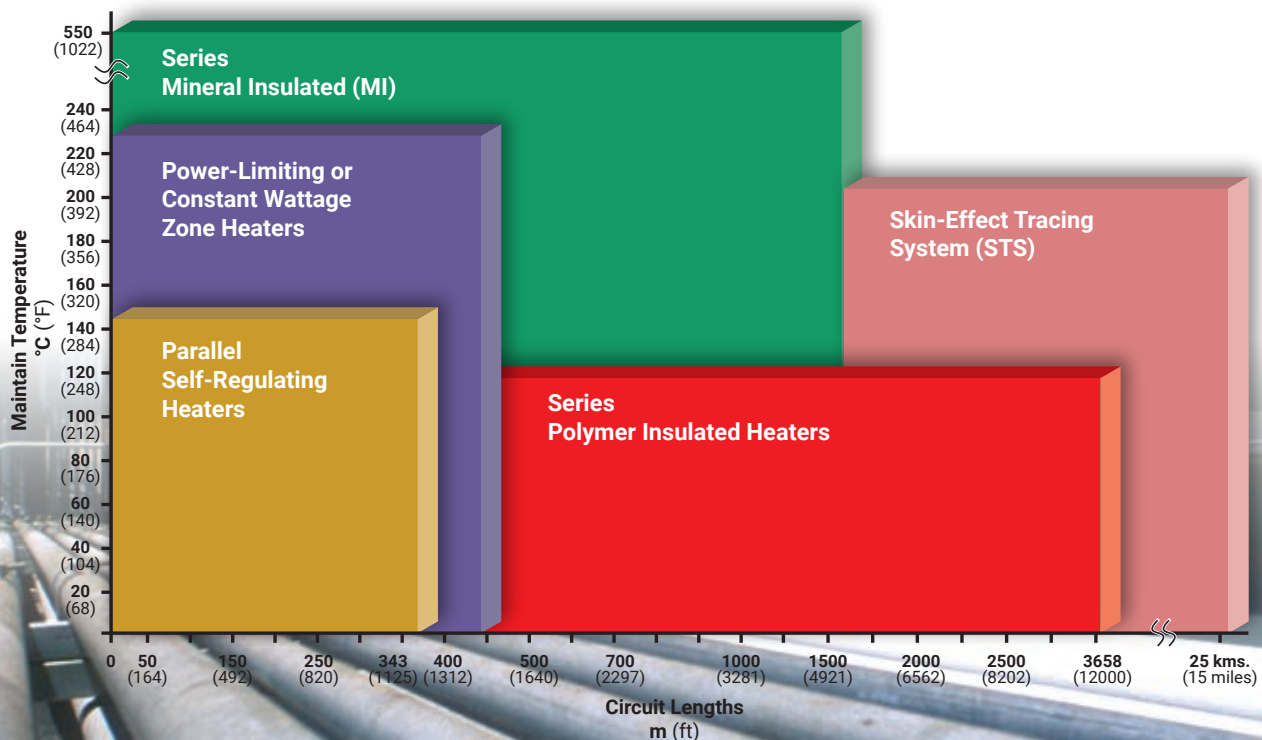 550
(1022)
240
(464)
220
(428)
200
(392)
180
(356)
160
(320)
140
(284)
120
(248)
100
(212)
80
(176)
60
(140)
40
(104)
20
(68)
Maintain Temperature
°C (°F)
Series
Mineral Insulated (MI)
Power-Limiting or
Constant Wattage
Zone Heaters
Skin-Effect Tracing
System (STS)
Parallel
Self-Regulating
Heaters
Series
Polymer Insulated Heaters
0 50 150 250 343 400 500 700 1000 1500 2000 2500 3658 25 kms.
(164) (492) (820) (1125) (1312) (1640) (2297) (3281) (4921) (6562) (8202) (12000) (15 miles)
Circuit Lengths
m (ft)